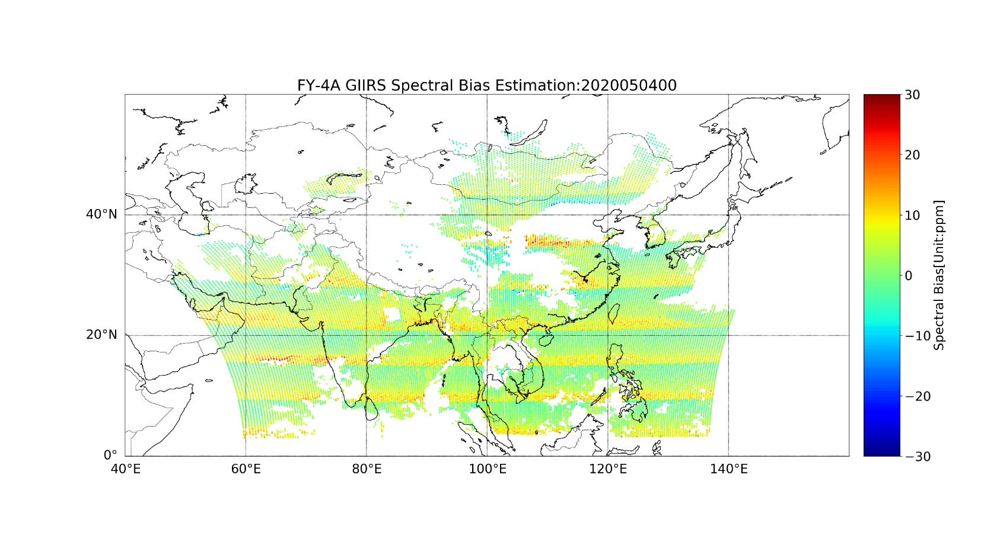 FY-4A GIIRS Spectral Bias Estimation:2020050400
40°N
20°N
0°
40°E 60°E 80°E 100°E 120°E 140°E
30
20
10
0
−10
−20
−30
Spectral Bias[Unit:ppm]